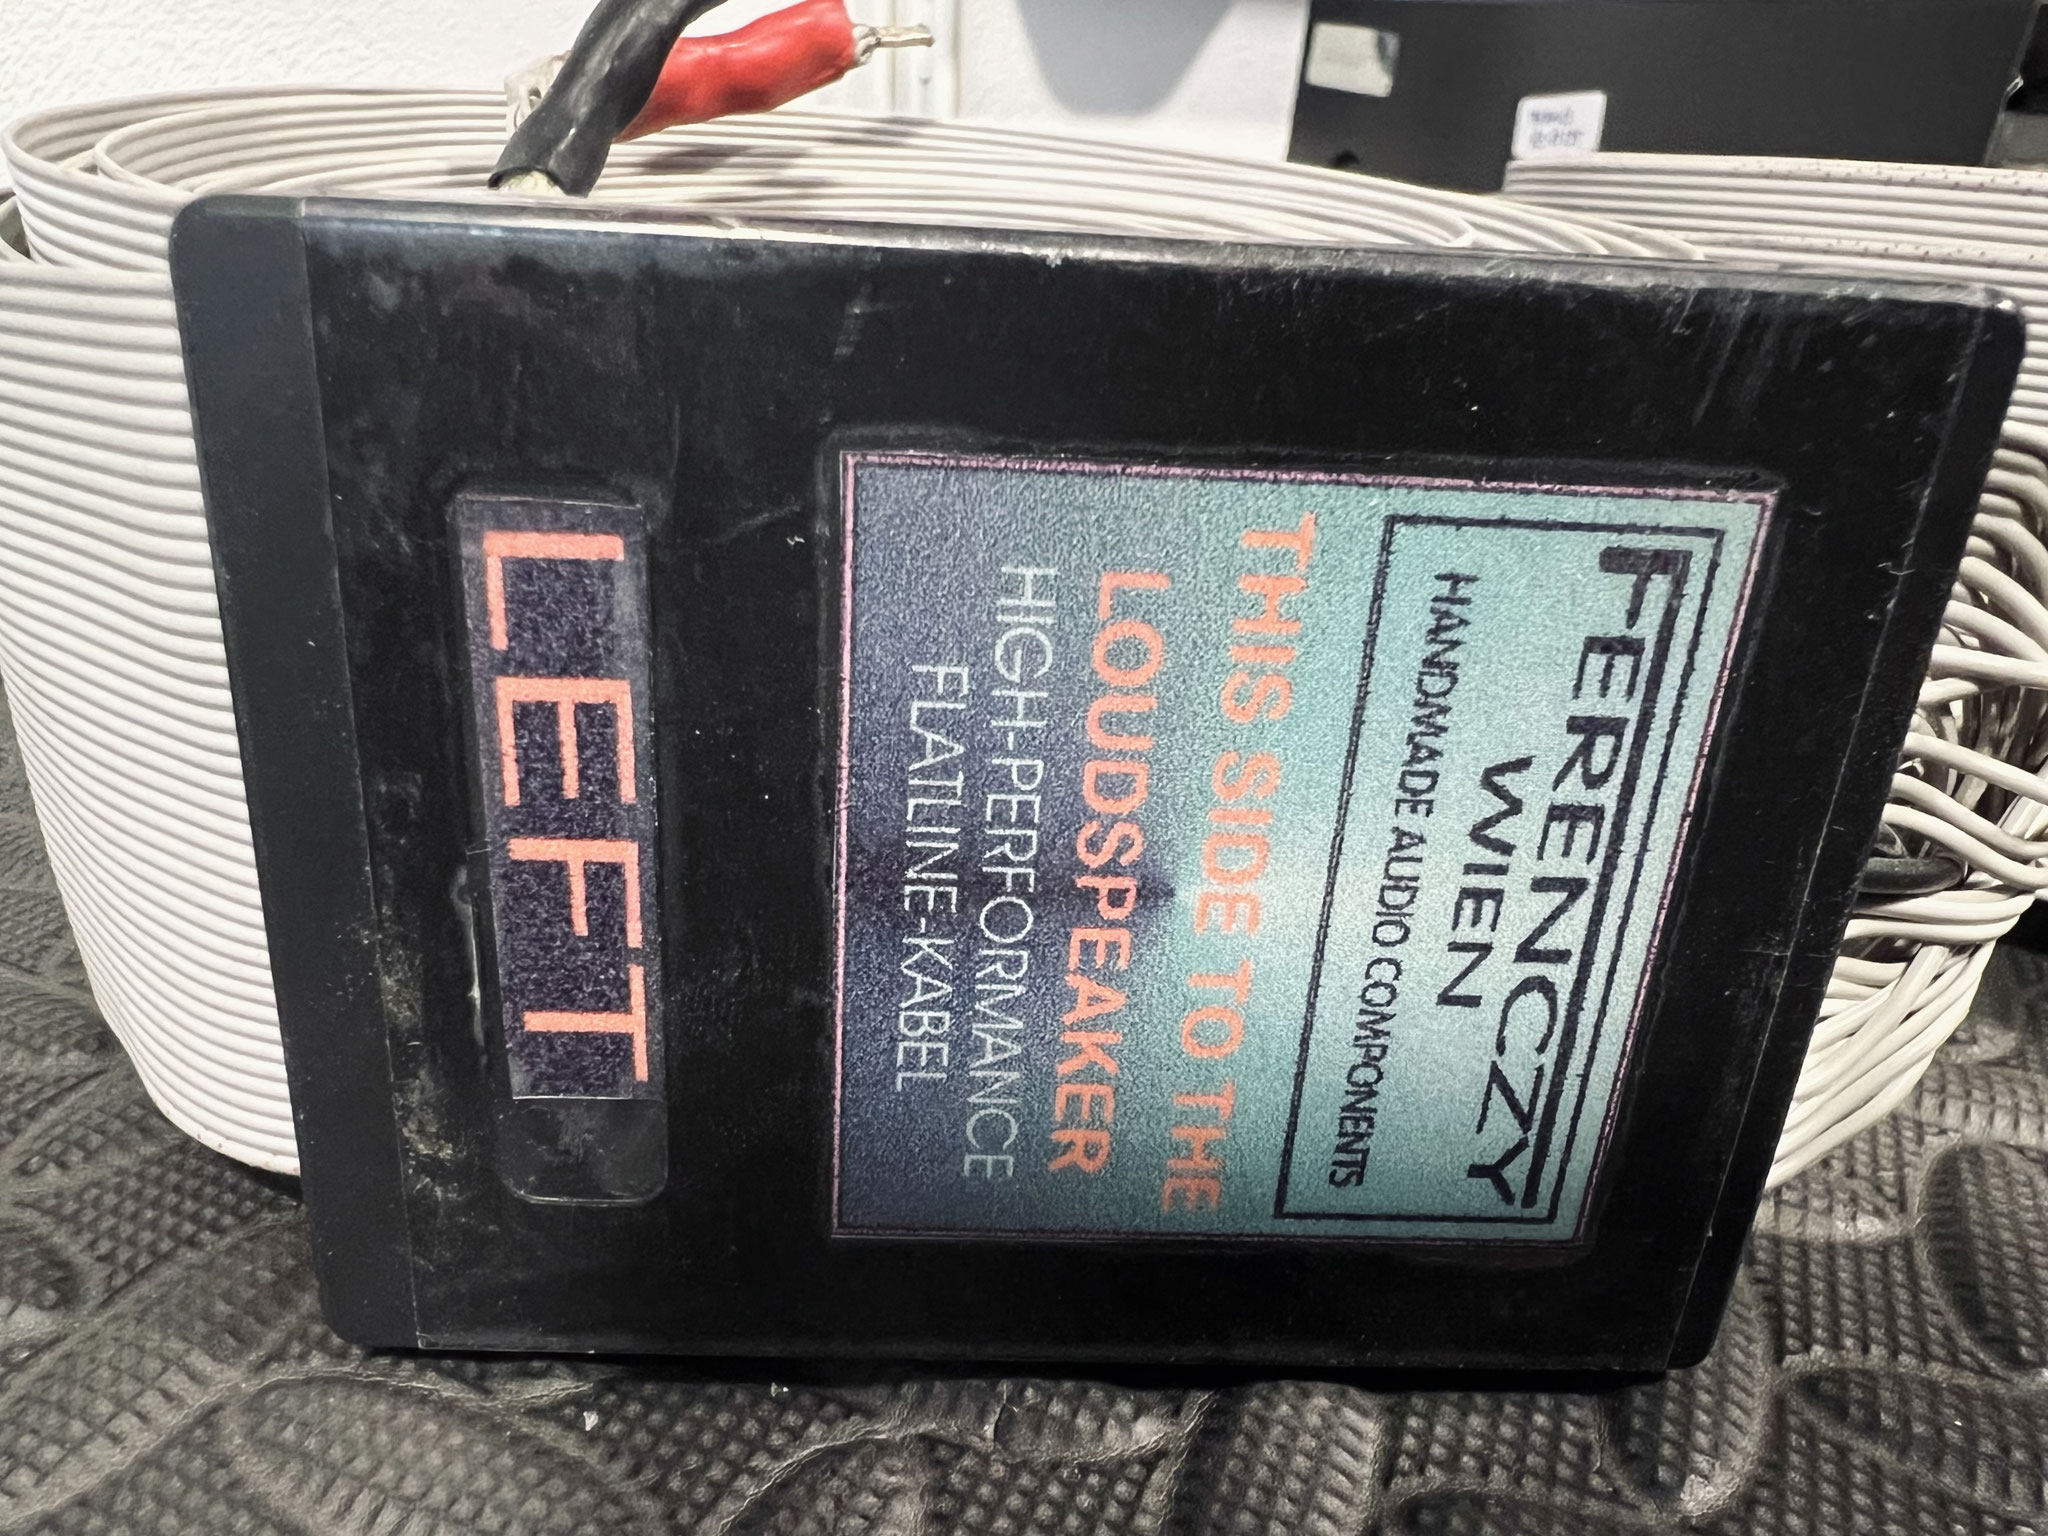 FERENCZY
WIEN
HANDMADE AUDIO COMPONENTS
THIS SIDE TO THE
LOUDSPEAKER
HIGH-PERFORMANCE
FLATLINE-KABEL
LEFT